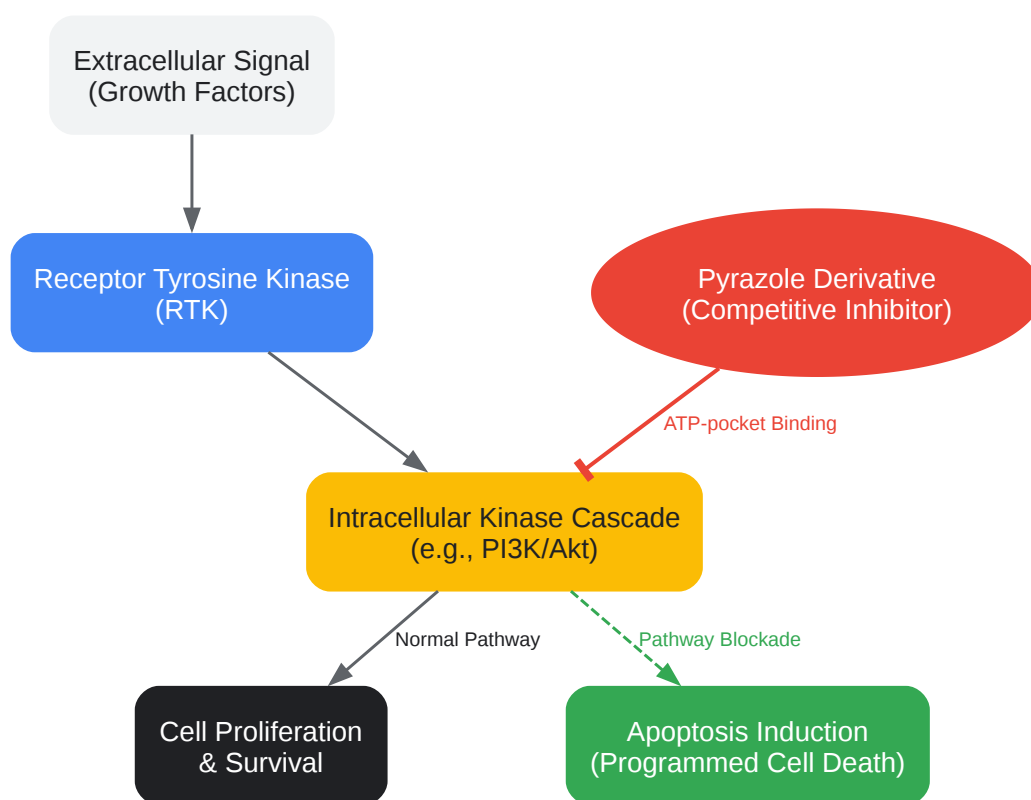 Extracellular Signal
(Growth Factors)
Receptor Tyrosine Kinase
(RTK)
Pyrazole Derivative
(Competitive Inhibitor)
ATP-pocket Binding
Intracellular Kinase Cascade
(e.g., PI3K/Akt)
Normal Pathway
Pathway Blockade
Cell Proliferation
& Survival
Apoptosis Induction
(Programmed Cell Death)